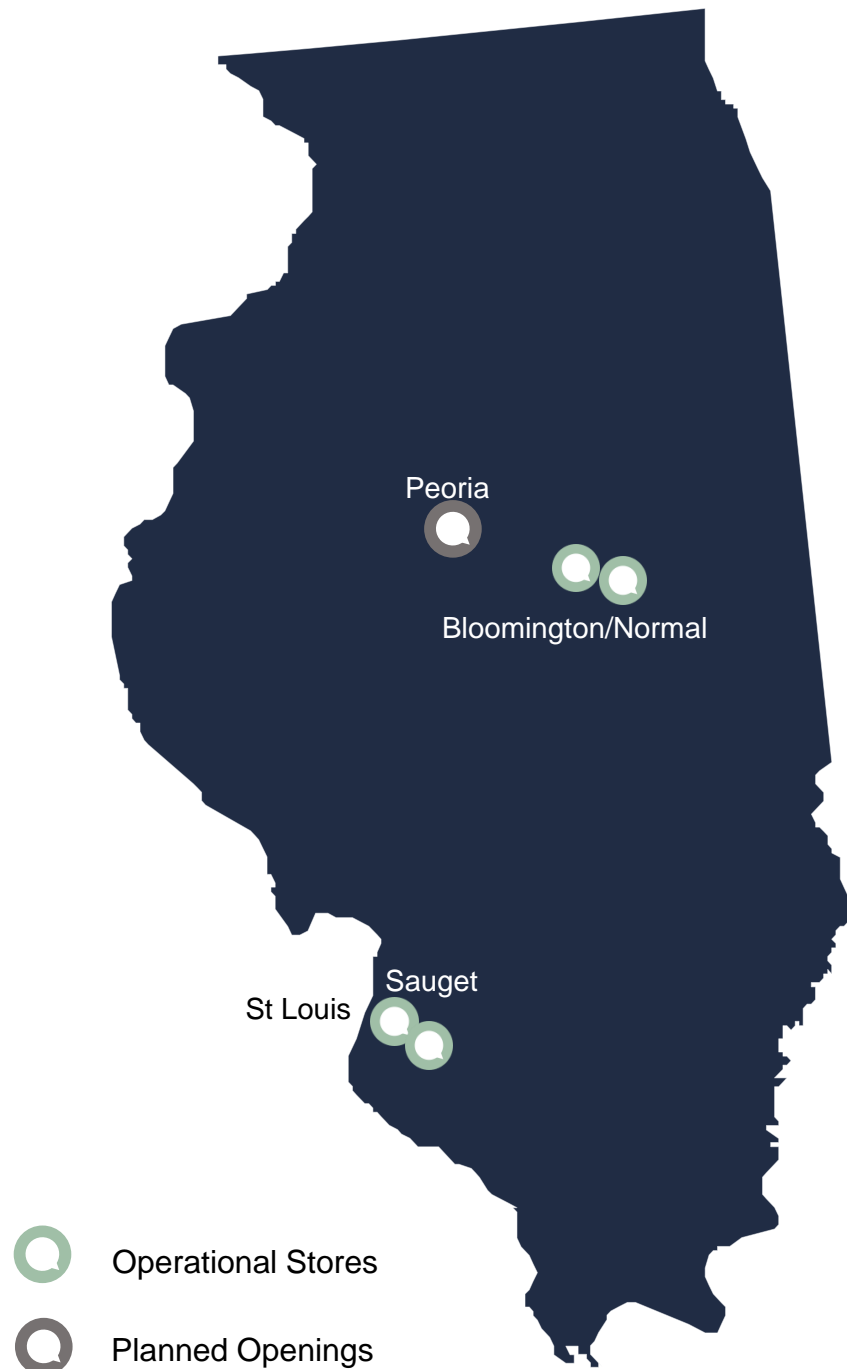 Peoria
Bloomington/Normal
Sauget
St Louis
Operational Stores
Planned Openings